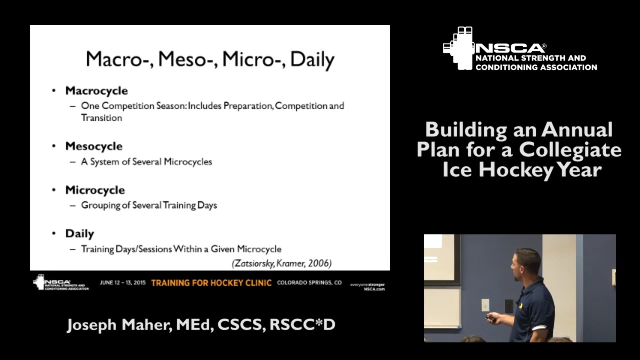 Macro-, Meso-, Micro-, Daily
• Macrocycle
– One Competition Season: Includes Preparation, Competition and
Transition
• Mesocycle
– A System of Several Microcycles
• Microcycle
– Grouping of Several Training Days
• Daily
– Training Days/Sessions Within a Given Microcycle
(Zatsiorsky, Kramer, 2006)
NSCA
NATIONAL STRENGTH AND
CONDITIONING ASSOCIATION
JUNE 12 – 13, 2015 TRAINING FOR HOCKEY CLINIC COLORADO SPRINGS, CO
everyonestronger
NSCA.com
Joseph Maher, MEd, CSCS, RSCC*D
NSCA
NATIONAL STRENGTH AND
CONDITIONING ASSOCIATION
Building an Annual
Plan for a Collegiate
Ice Hockey Year